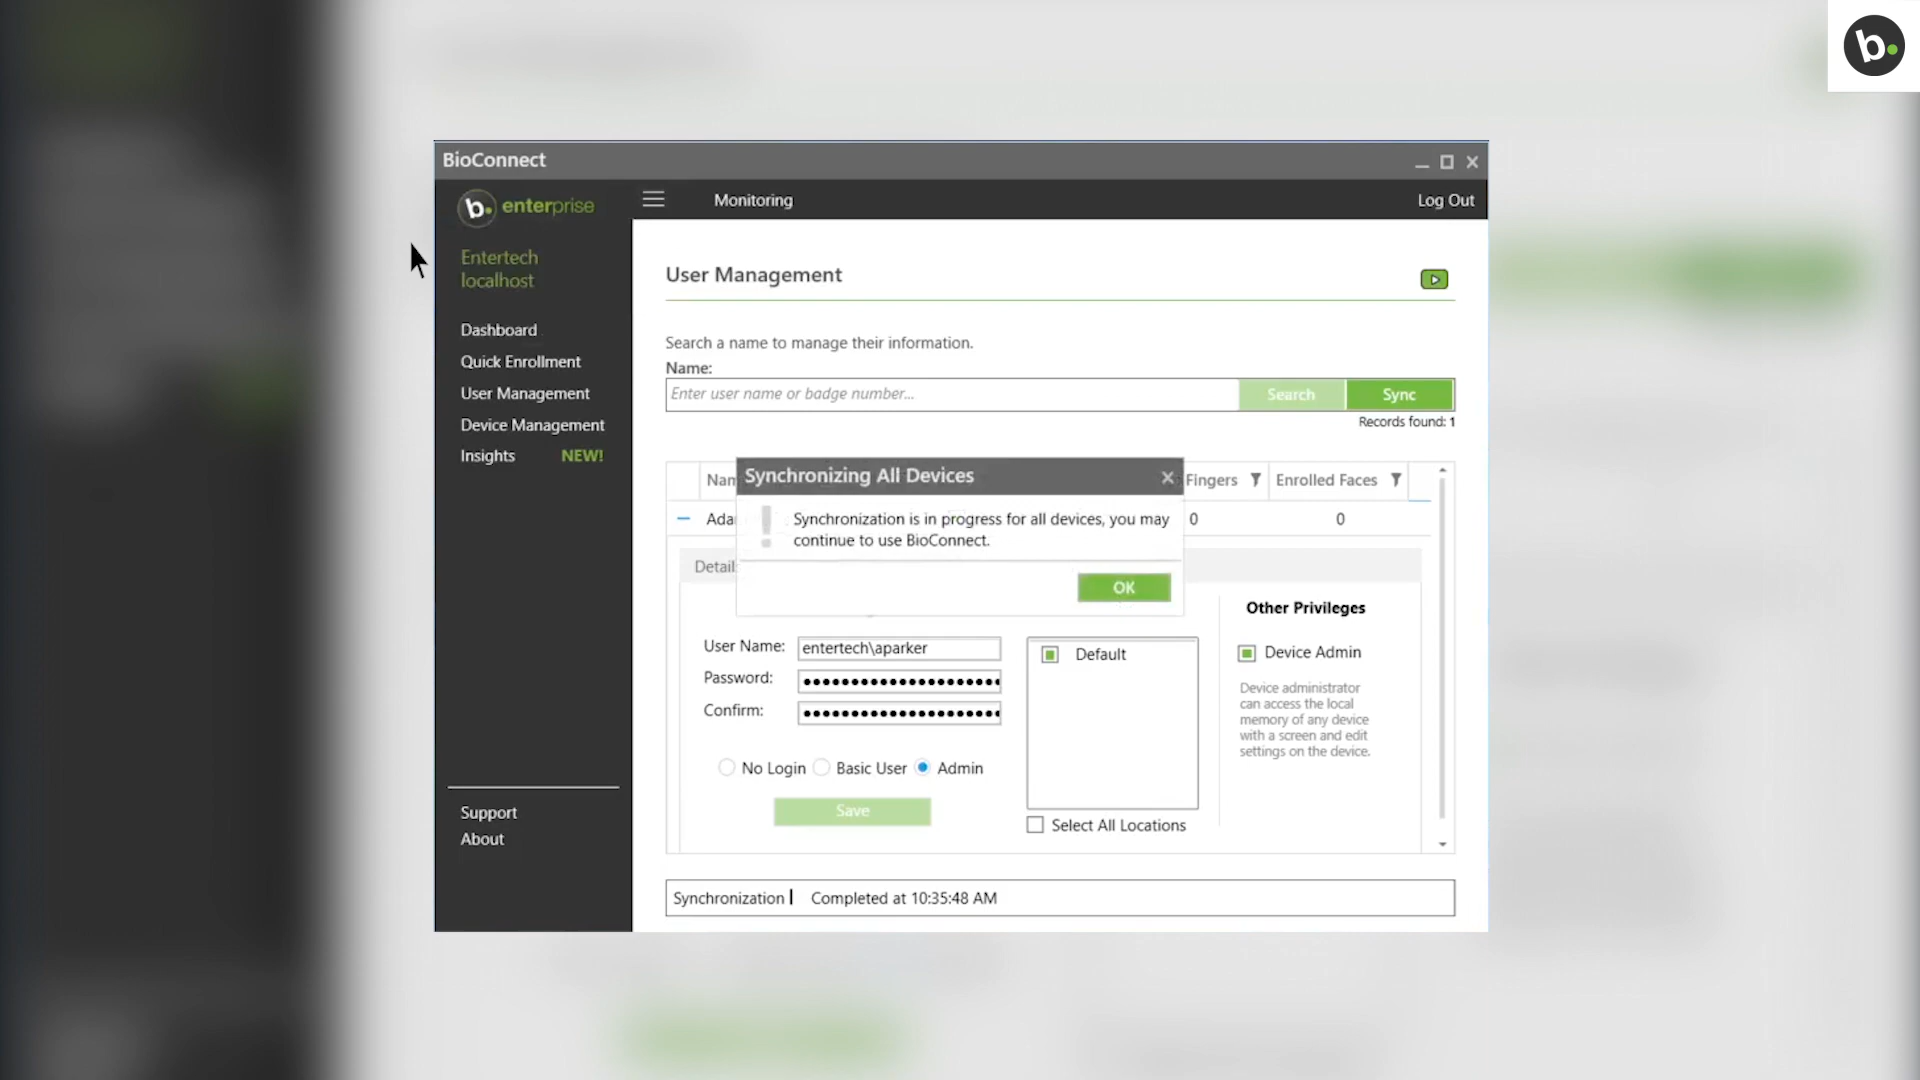 b.
BioConnect
b. enterprise
Monitoring
Log Out
Entertech
localhost
Dashboard
Quick Enrollment
User Management
Device Management
Insights NEW!
Support
About
User Management
Search a name to manage their information.
Name:
Enter user name or badge number...
Search
Sync
Records found: 1
Fingers
Enrolled Faces
0
0
Synchronizing All Devices
Synchronization is in progress for all devices, you may
continue to use BioConnect.
OK
User Name: entertech\aparker
Password:
Confirm:
No Login
Basic User
Admin
Save
Default
Select All Locations
Other Privileges
Device Admin
Device administrator
can access the local
memory of any device
with a screen and edit
settings on the device.
Synchronization | Completed at 10:35:48 AM